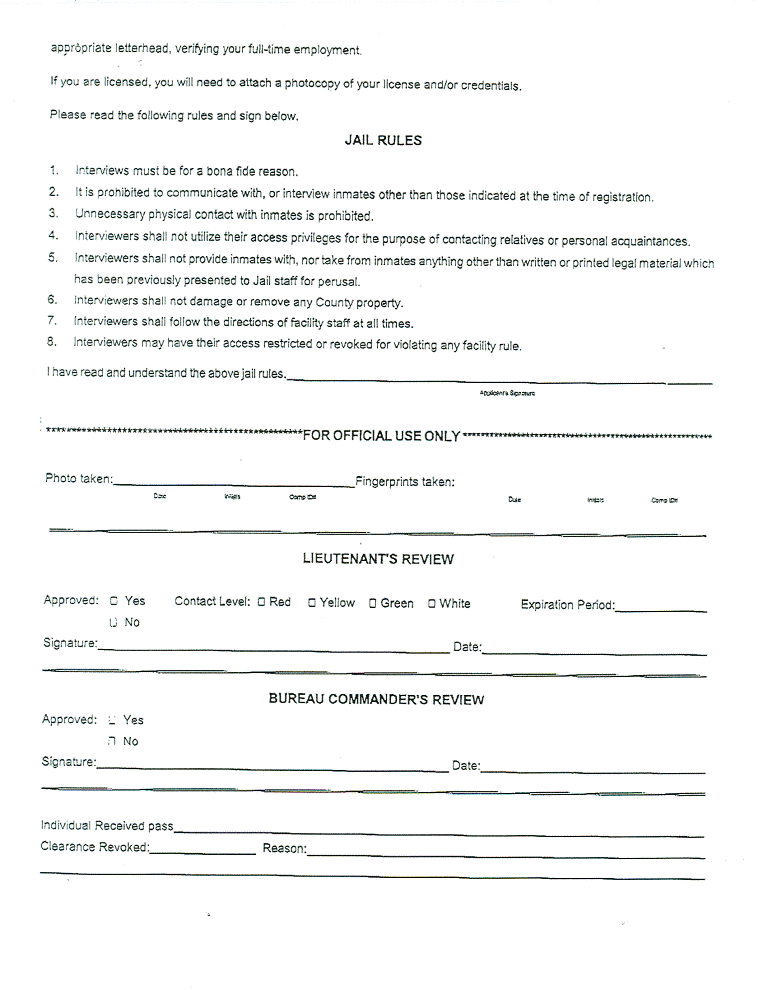 appropriate letterhead, verifying your full-time employment.
If you are licensed, you will need to attach a photocopy of your license and/or credentials.
Please read the following rules and sign below.
JAIL RULES
1. Interviews must be for a bona fide reason.
2. It is prohibited to communicate with, or interview inmates other than those indicated at the time of registration.
3. Unnecessary physical contact with inmates is prohibited.
4. Interviewers shall not utilize their access privileges for the purpose of contacting relatives or personal acquaintances.
5. Interviewers shall not provide inmates with, nor take from inmates anything other than written or printed legal material which
has been previously presented to Jail staff for perusal.
6. Interviewers shall not damage or remove any County property.
7. Interviewers shall follow the directions of facility staff at all times.
8. Interviewers may have their access restricted or revoked for violating any facility rule.
I have read and understand the above jail rules.
Applicant's Signature
FOR OFFICIAL USE ONLY
Photo taken: Fingerprints taken:
Date Initials Comp ID# Date Initials Comp ID#
LIEUTENANT'S REVIEW
Approved: Yes Contact Level: Red Yellow Green White Expiration Period:
No
Signature: Date:
BUREAU COMMANDER'S REVIEW
Approved: Yes
No
Signature: Date:
Individual Received pass
Clearance Revoked: Reason: